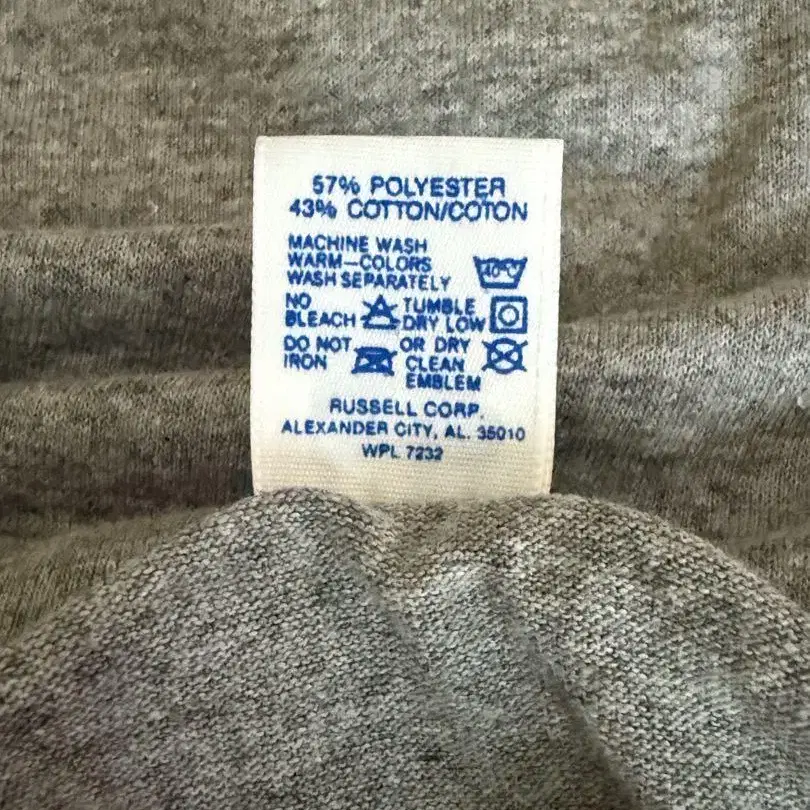 57% POLYESTER
43% COTTON/COTON
MACHINE WASH
WARM-COLORS
WASH SEPARATELY
40°C
NO BLEACH
TUMBLE DRY LOW
DO NOT IRON
OR DRY CLEAN EMBLEM
RUSSELL CORP.
ALEXANDER CITY, AL. 35010
WPL 7232